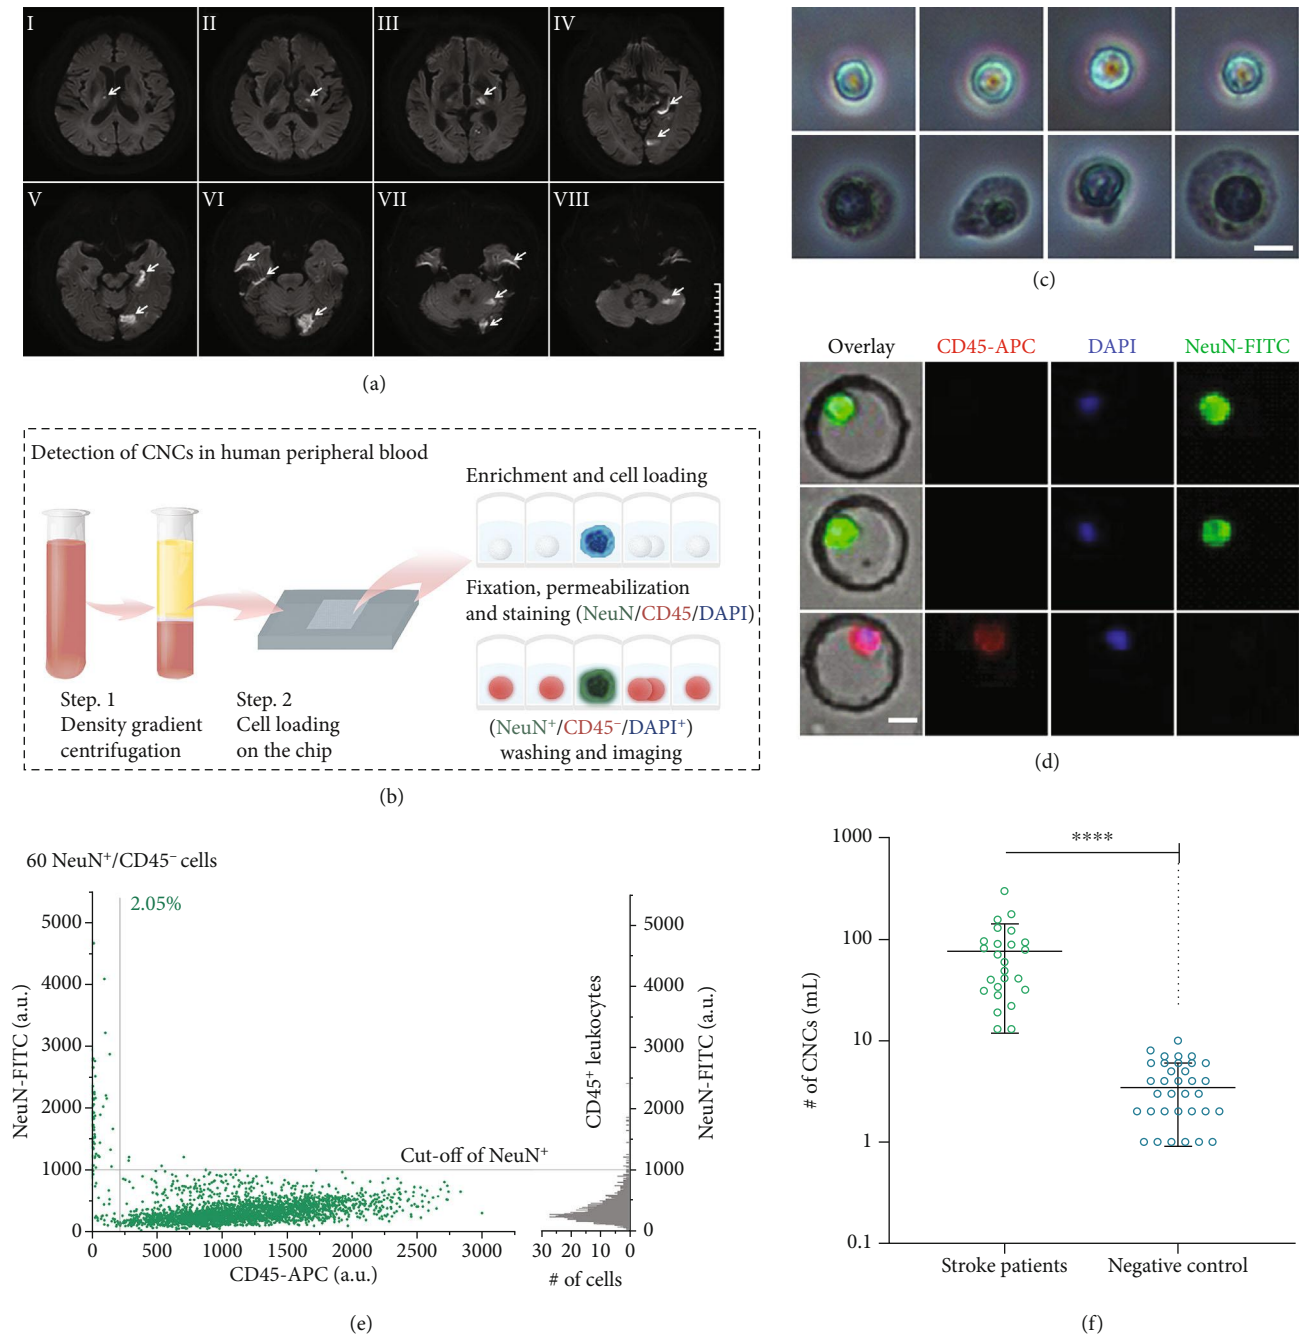 I
II
III
IV
V
VI
VII
VIII
(a)
Detection of CNCs in human peripheral blood
Step. 1
Density gradient
centrifugation
Step. 2
Cell loading
on the chip
Enrichment and cell loading
Fixation, permeabilization
and staining (NeuN/CD45/DAPI)
(NeuN⁺/CD45⁻/DAPI⁺)
washing and imaging
(b)
(c)
Overlay
CD45-APC
DAPI
NeuN-FITC
(d)
60 NeuN⁺/CD45⁻ cells
2.05%
NeuN-FITC (a.u.)
5000
4000
3000
2000
1000
0
0
500
1000
1500
2000
2500
3000
CD45-APC (a.u.)
Cut-off of NeuN⁺
CD45⁺ leukocytes
5000
4000
3000
2000
1000
0
NeuN-FITC (a.u.)
30
20
10
0
# of cells
(e)
****
# of CNCs (mL)
1000
100
10
1
0.1
Stroke patients
Negative control
(f)